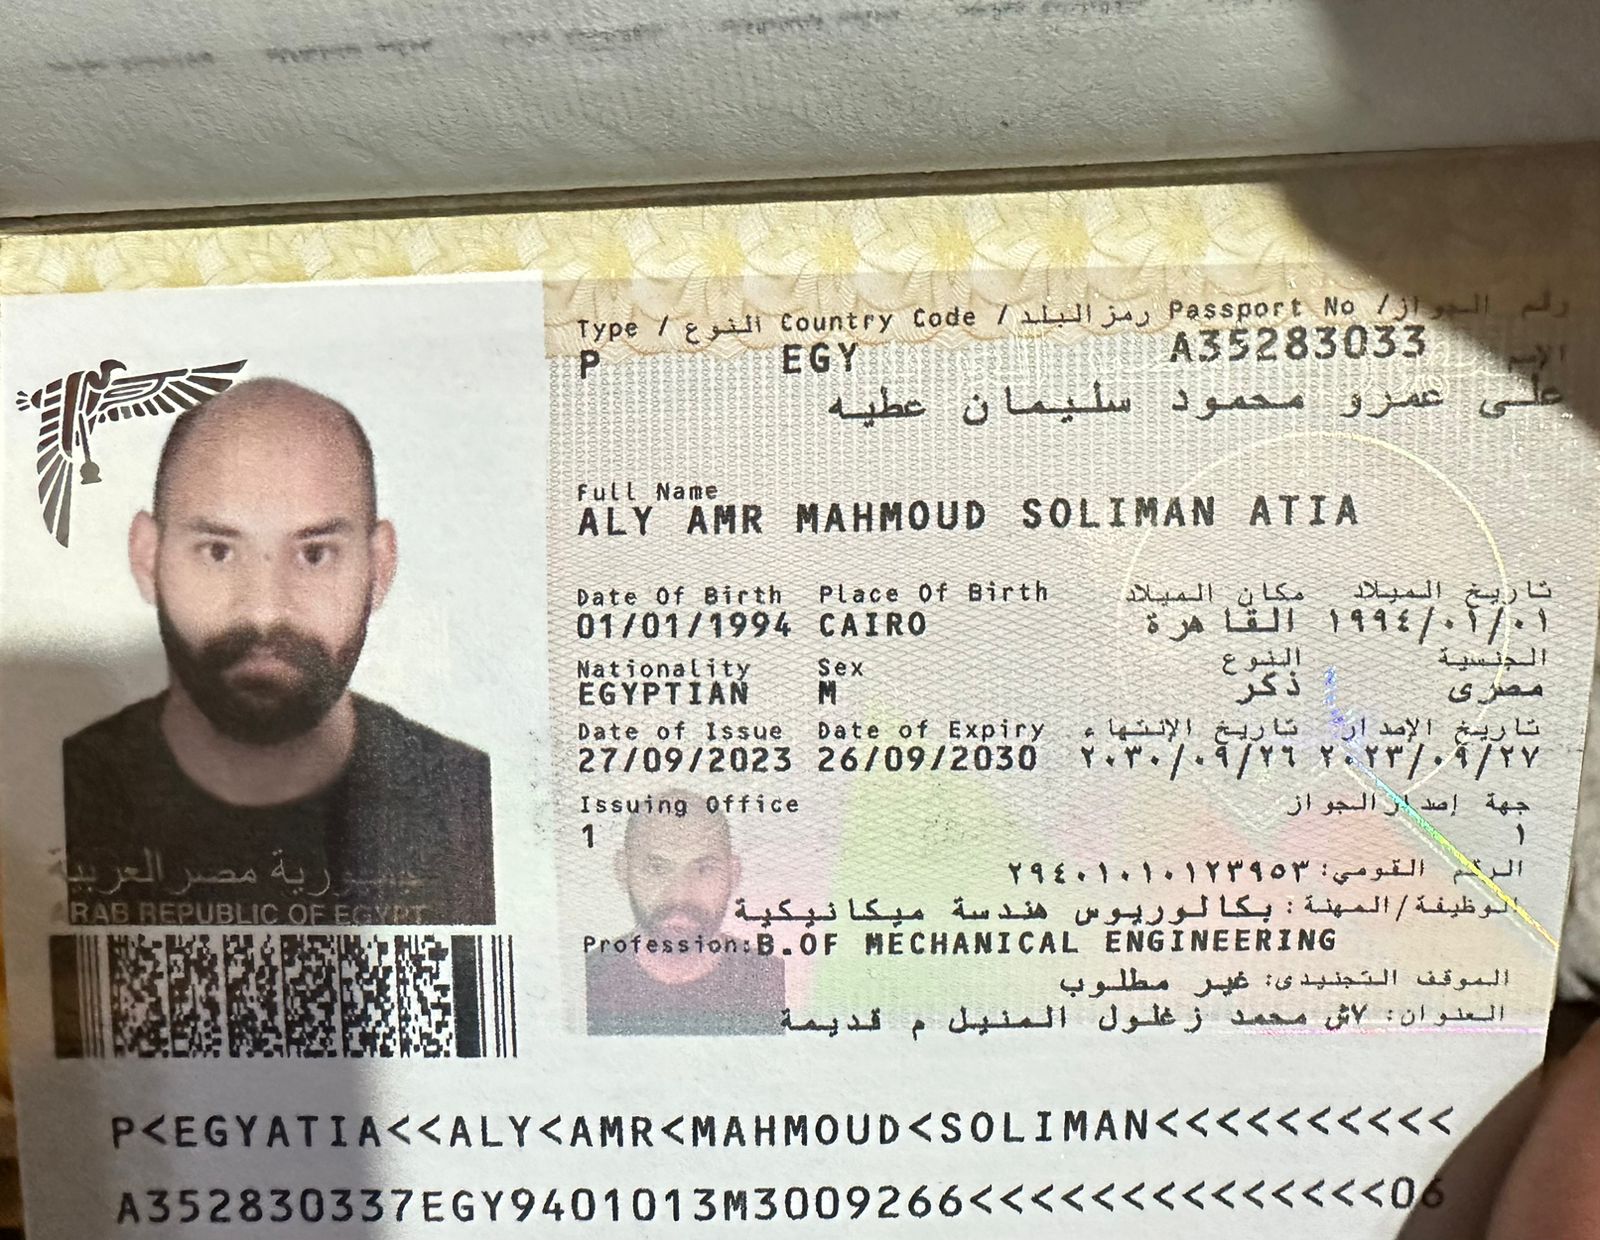 Type / النوع Country Code / رمز البلد Passport No / رقم الجواز
P EGY A35283033 الإسم
على عمرو محمود سليمان عطيه
Full Name
ALY AMR MAHMOUD SOLIMAN ATIA
Date Of Birth Place Of Birth مكان الميلاد تاريخ الميلاد
01/01/1994 CAIRO القاهرة ١٩٩٤/٠١/٠١
Nationality Sex النوع الجنسية
EGYPTIAN M ذكر مصرى
Date of Issue Date of Expiry تاريخ الإنتهاء تاريخ الإصدار
27/09/2023 26/09/2030 ٢٠٣٠/٠٩/٢٦ ٢٠٢٣/٠٩/٢٧
Issuing Office جهة إصدار الجواز
1 ١
الرقم القومي: ٢٩٤٠١٠١٠١٢٣٩٥٣
الوظيفة/المهنة: بكالوريوس هندسة ميكانيكية
Profession:B.OF MECHANICAL ENGINEERING
الموقف التجنيدى: غير مطلوب
العنوان: ٧ش محمد زغلول المنيل م قديمة
جمهورية مصر العربية
ARAB REPUBLIC OF EGYPT
P<EGYATIA<<ALY<AMR<MAHMOUD<SOLIMAN<<<<<<<<<<
A352830337EGY9401013M3009266<<<<<<<<<<<<<<06